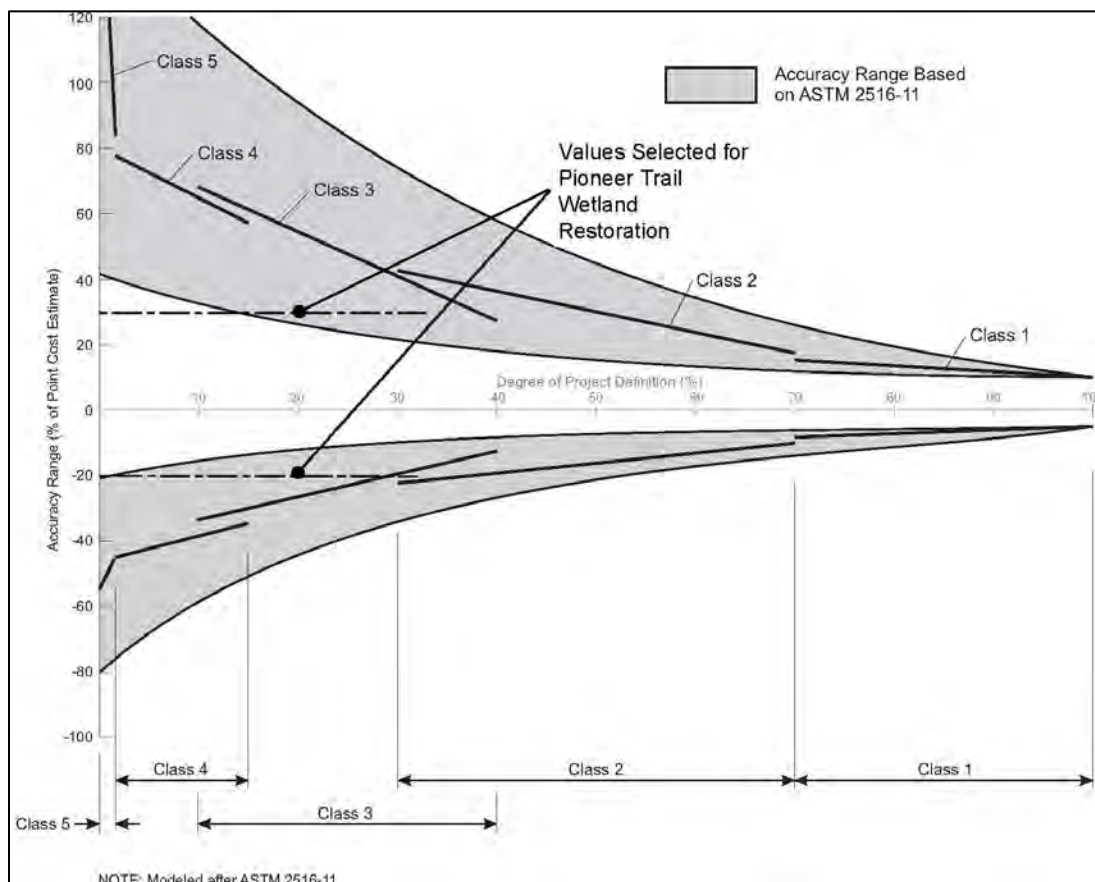 120
100
80
60
40
20
0
-20
-40
-60
-80
-100
Accuracy Range (% of Point Cost Estimate)
Class 5
Class 4
Class 3
Class 2
Class 1
Accuracy Range Based
on ASTM 2516-11
Values Selected for
Pioneer Trail
Wetland
Restoration
Degree of Project Definition (%)
10
20
30
40
50
60
70
Class 4
Class 2
Class 1
Class 5
Class 3
NOTE: Modeled after ASTM 2516-11